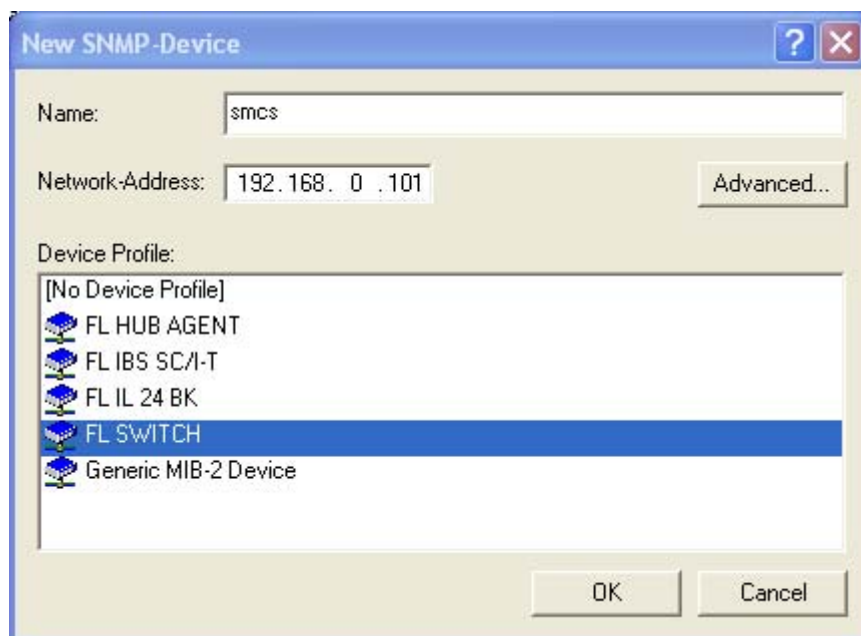 New SNMP-Device
Name: smcs
Network-Address: 192.168. 0 .101 Advanced...
Device Profile:
[No Device Profile]
FL HUB AGENT
FL IBS SC/I-T
FL IL 24 BK
FL SWITCH
Generic MIB-2 Device
OK Cancel